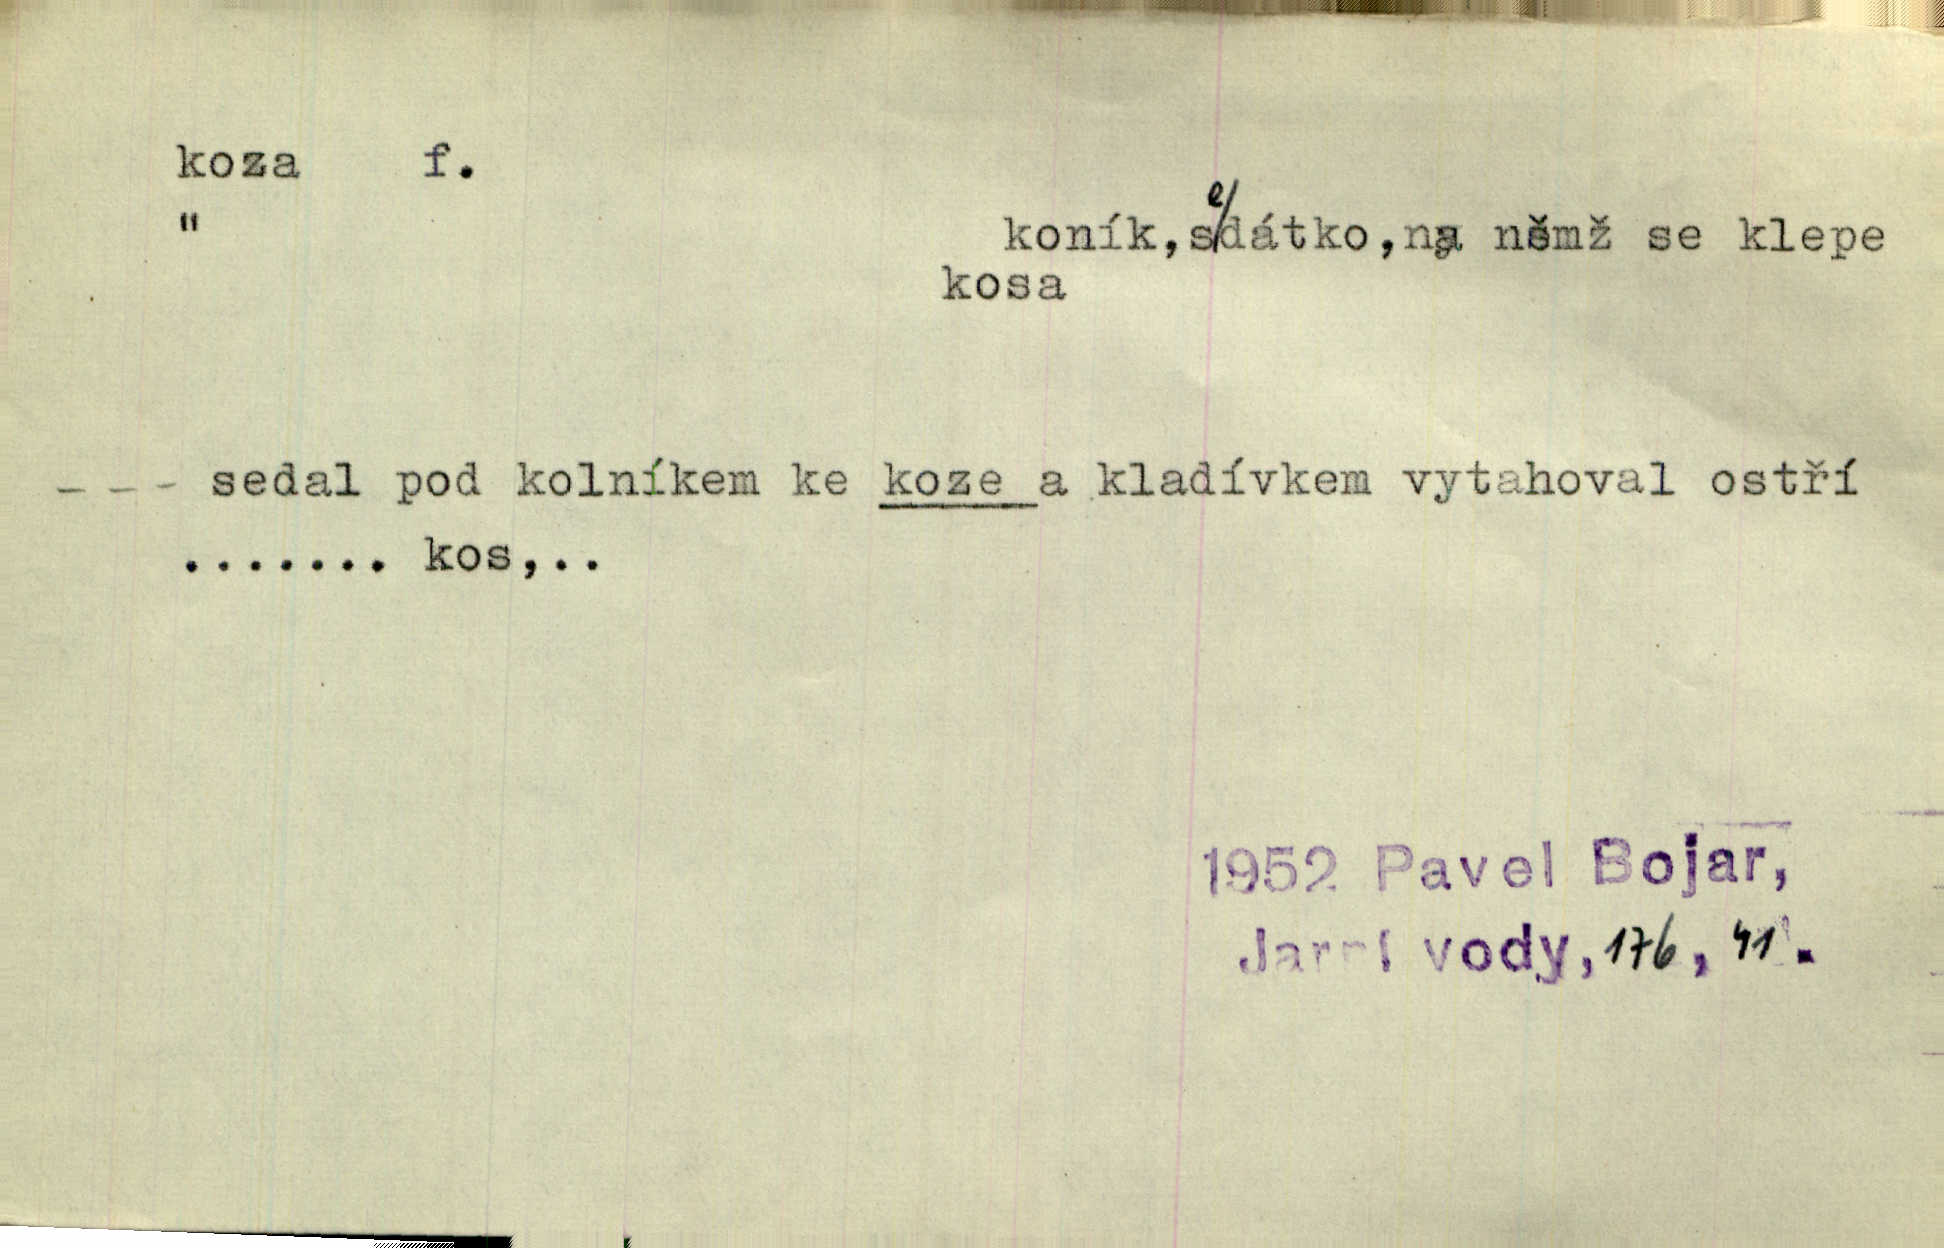 koza f.
" koník,sedátko,na němž se klepe
kosa
--- sedal pod kolníkem ke koze a kladívkem vytahoval ostří
....... kos,..
1952 Pavel Bojar,
Jarní vody, 176, 41.